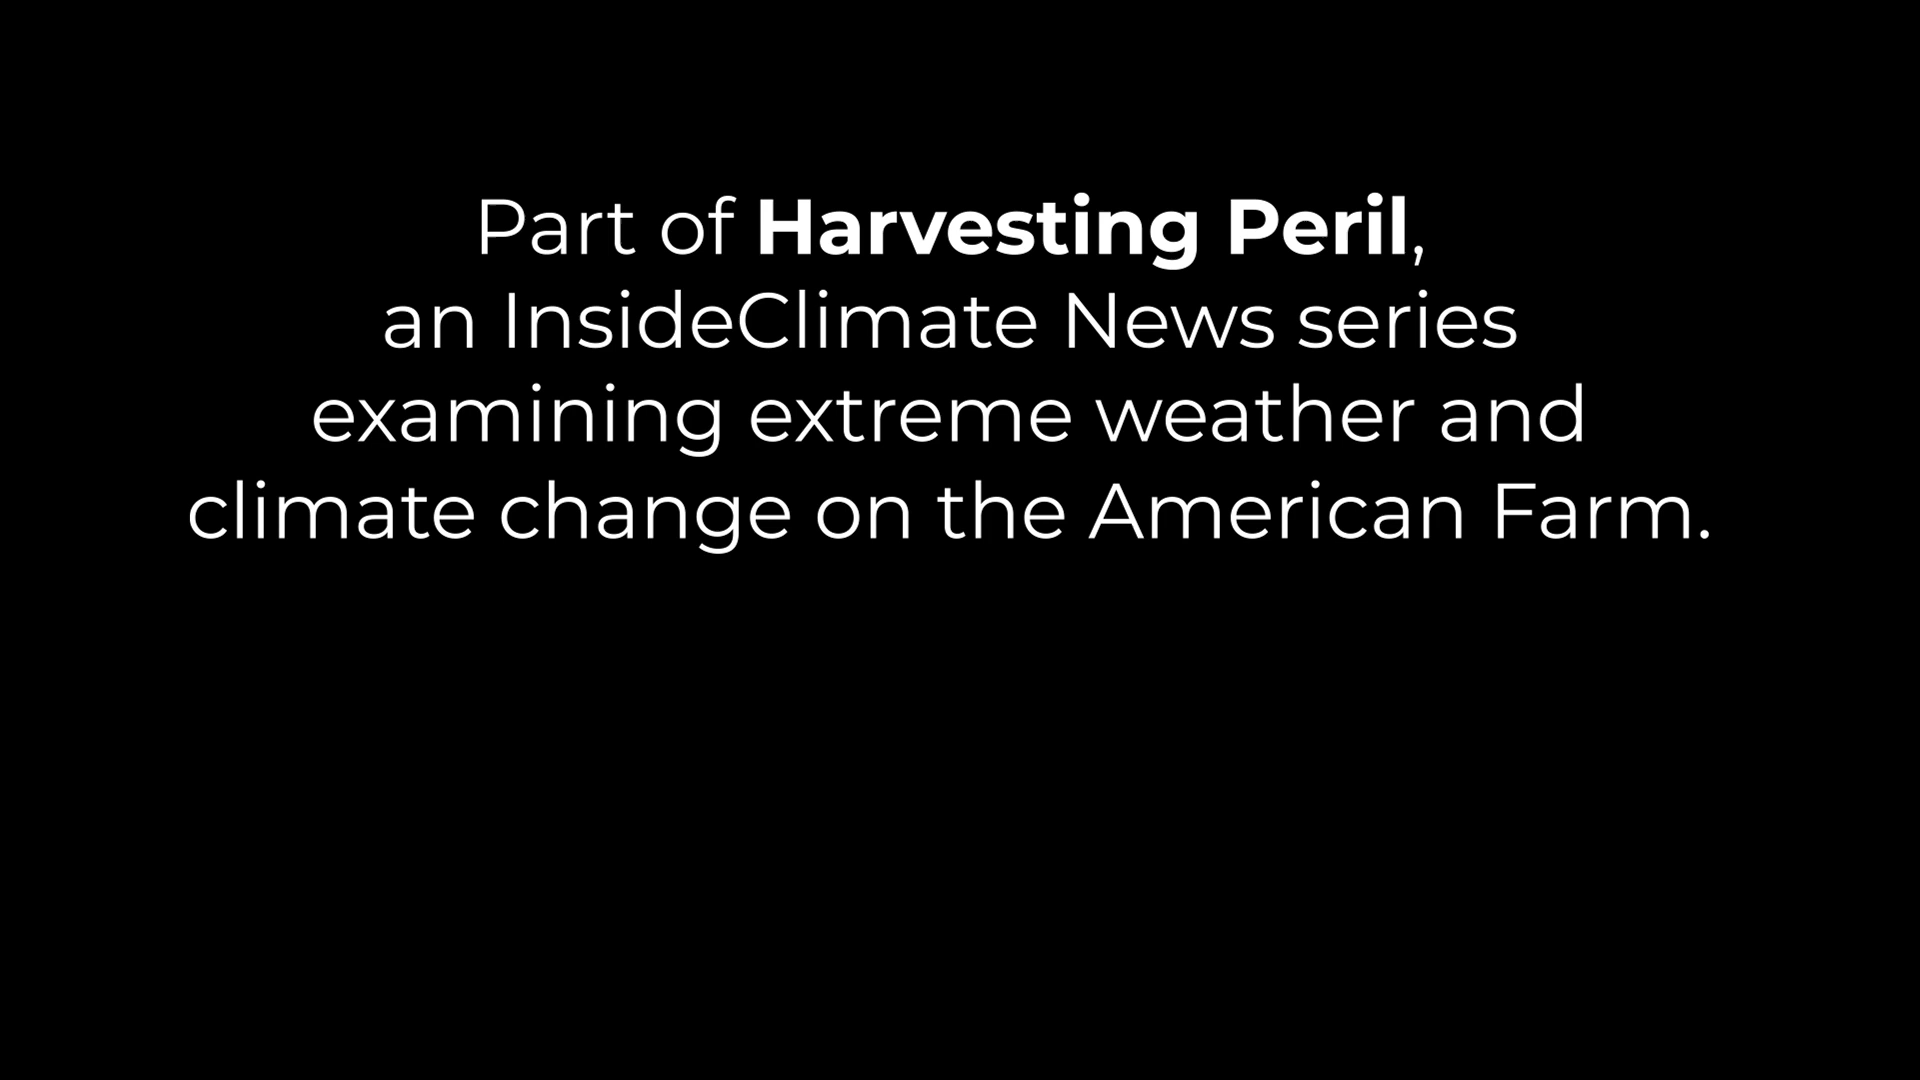 Part of Harvesting Peril,
an InsideClimate News series
examining extreme weather and
climate change on the American Farm.